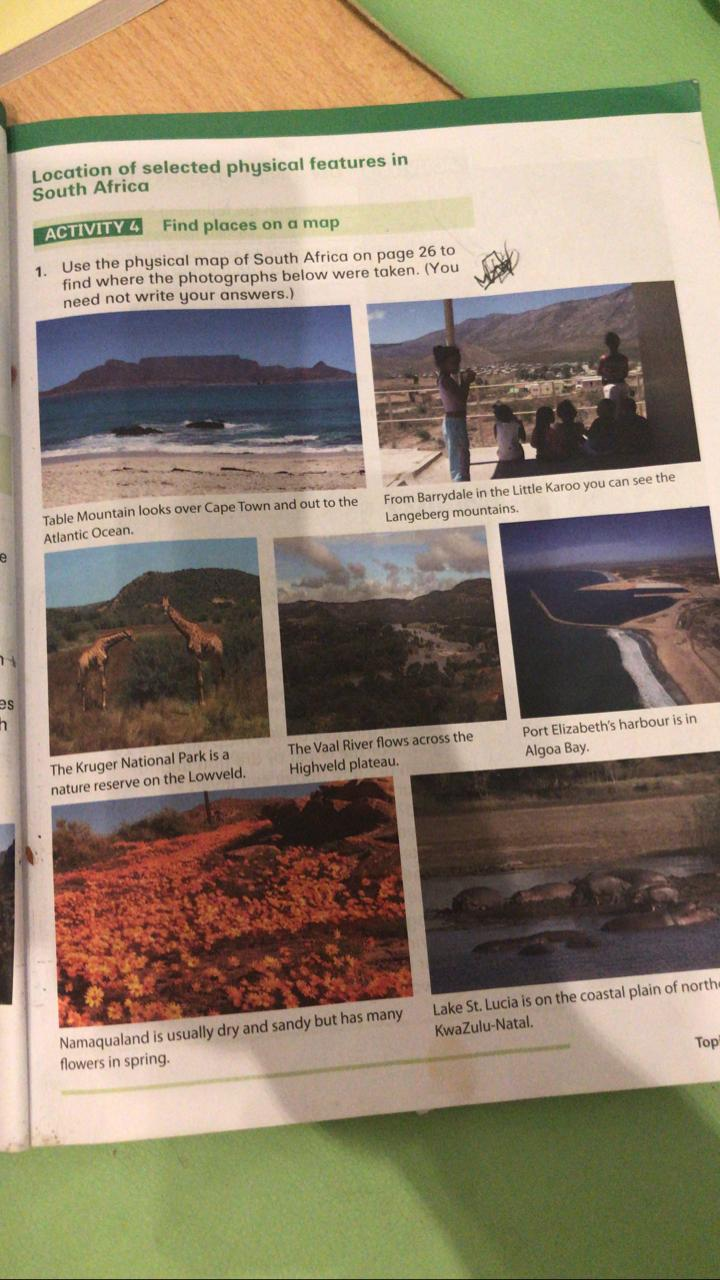 Location of selected physical features in
South Africa
ACTIVITY 4 Find places on a map
1. Use the physical map of South Africa on page 26 to
find where the photographs below were taken. (You
need not write your answers.)
Table Mountain looks over Cape Town and out to the
Atlantic Ocean.
From Barrydale in the Little Karoo you can see the
Langeberg mountains.
The Kruger National Park is a
nature reserve on the Lowveld.
The Vaal River flows across the
Highveld plateau.
Port Elizabeth's harbour is in
Algoa Bay.
Namaqualand is usually dry and sandy but has many
flowers in spring.
Lake St. Lucia is on the coastal plain of north
KwaZulu-Natal.